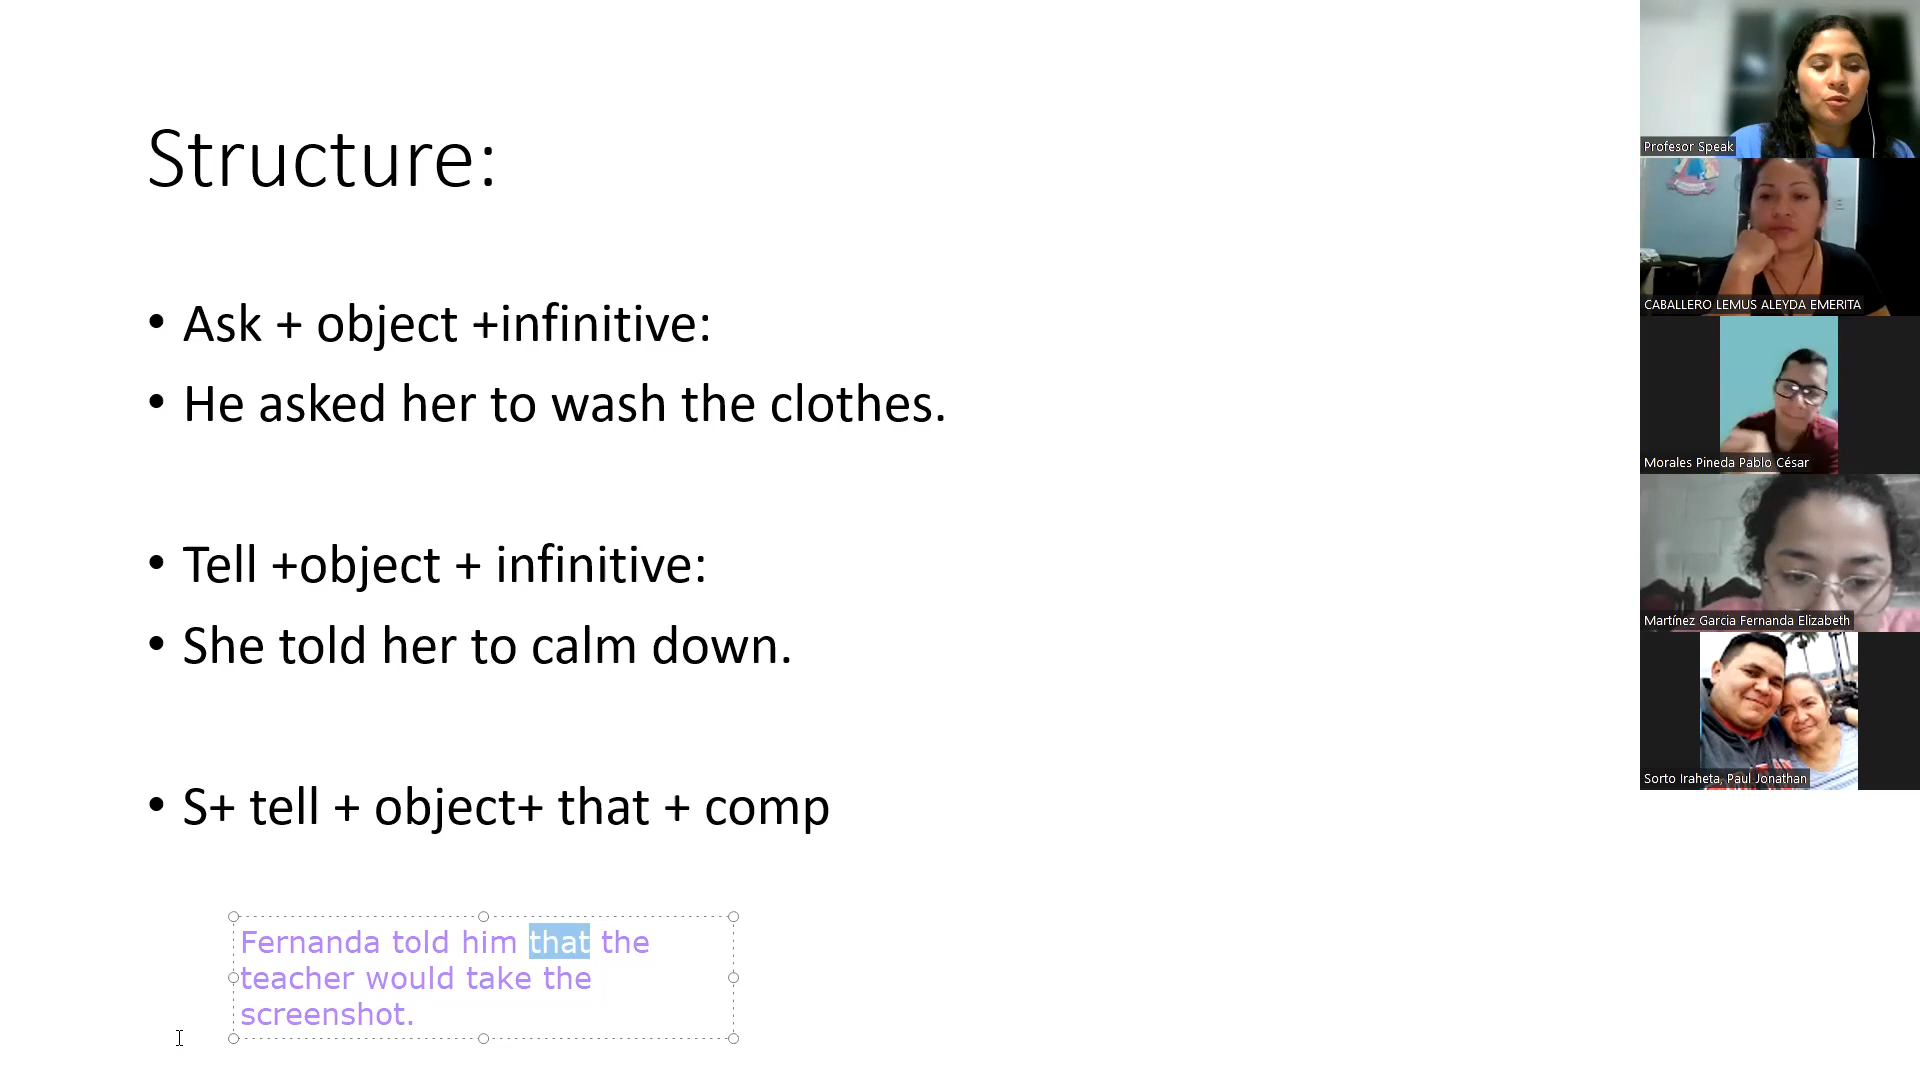 Structure:
• Ask + object +infinitive:
• He asked her to wash the clothes.
• Tell +object + infinitive:
• She told her to calm down.
• S+ tell + object+ that + comp
Fernanda told him that the
teacher would take the
screenshot.
Profesor Speak
CABALLERO LEMUS ALEYDA EMERITA
Morales Pineda Pablo César
Martínez Garcia Fernanda Elizabeth
Sorto Iraheta, Paul Jonathan